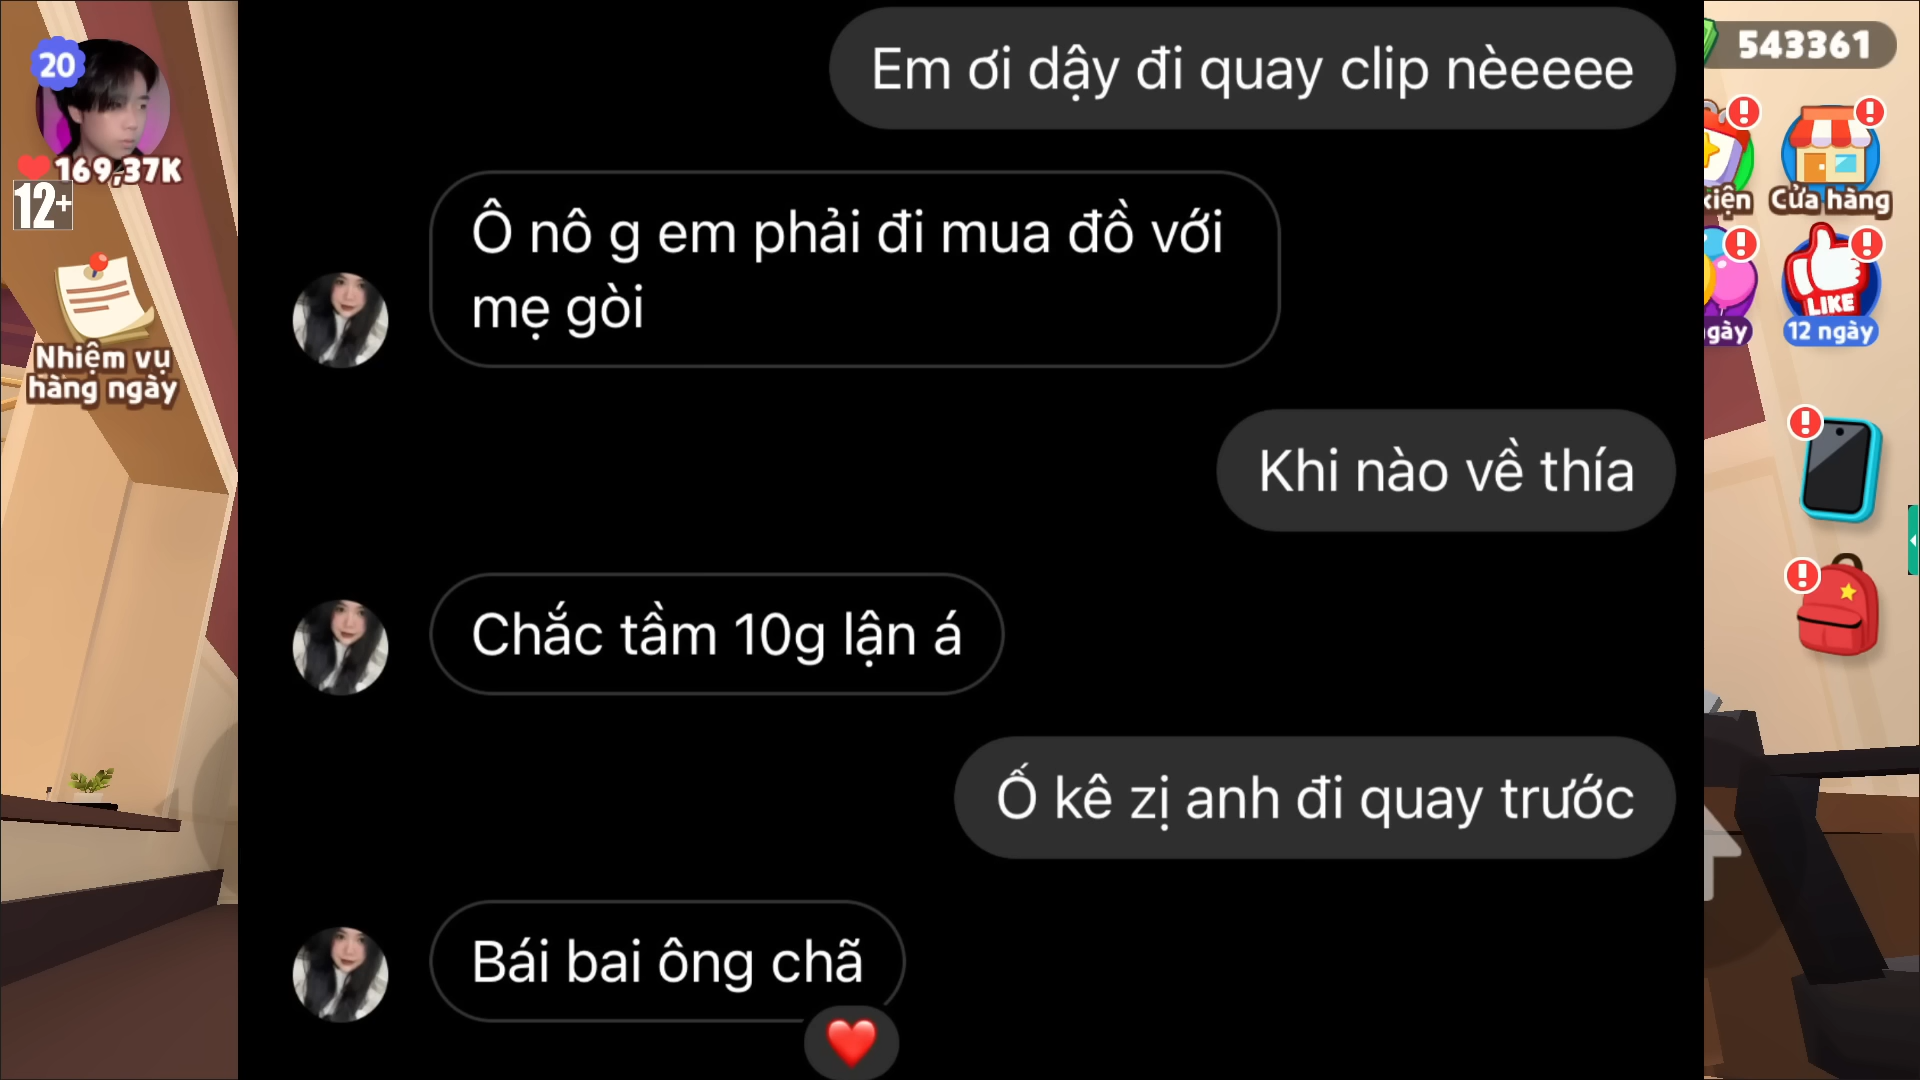 20
169,37K
12+
Nhiệm vụ
hàng ngày
Em ơi dậy đi quay clip nèeeee
Ô nô g em phải đi mua đồ với
mẹ gòi
Khi nào về thía
Chắc tầm 10g lận á
Ố kê zị anh đi quay trước
Bái bai ông chã
543361
kiện
Cửa hàng
LIKE
gày
12 ngày